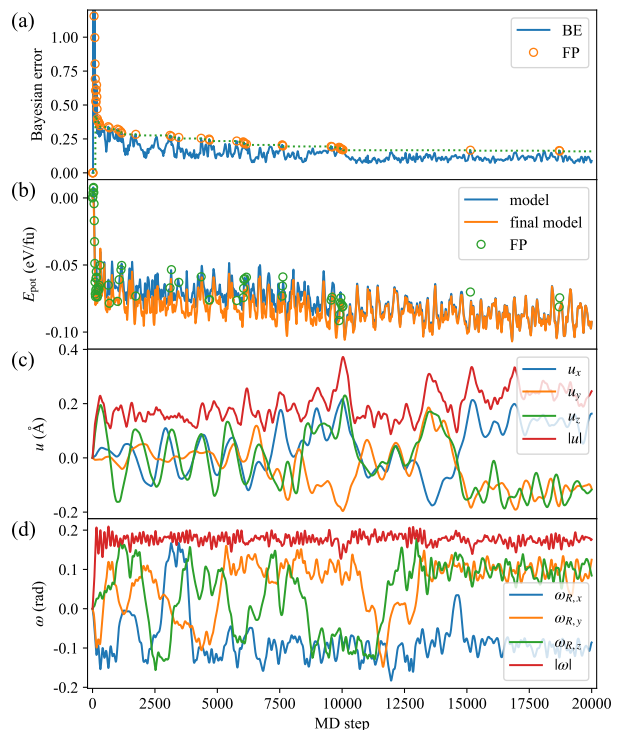 (a)
1.00
0.75
0.50
0.25
0.00
Bayesian error
BE
FP
(b)
0.00
−0.05
−0.10
E_pot (eV/fu)
model
final model
FP
(c)
0.4
0.2
0.0
−0.2
u (Å)
u_x
u_y
u_z
|u|
(d)
0.2
0.1
0.0
−0.1
−0.2
ω (rad)
ω_{R,x}
ω_{R,y}
ω_{R,z}
|ω|
0 2500 5000 7500 10000 12500 15000 17500 20000
MD step